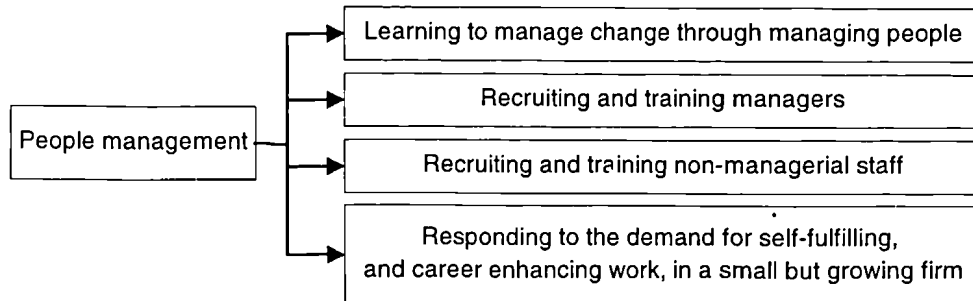 Learning to manage change through managing people
Recruiting and training managers
People management
Recruiting and training non-managerial staff
Responding to the demand for self-fulfilling,
and career enhancing work, in a small but growing firm